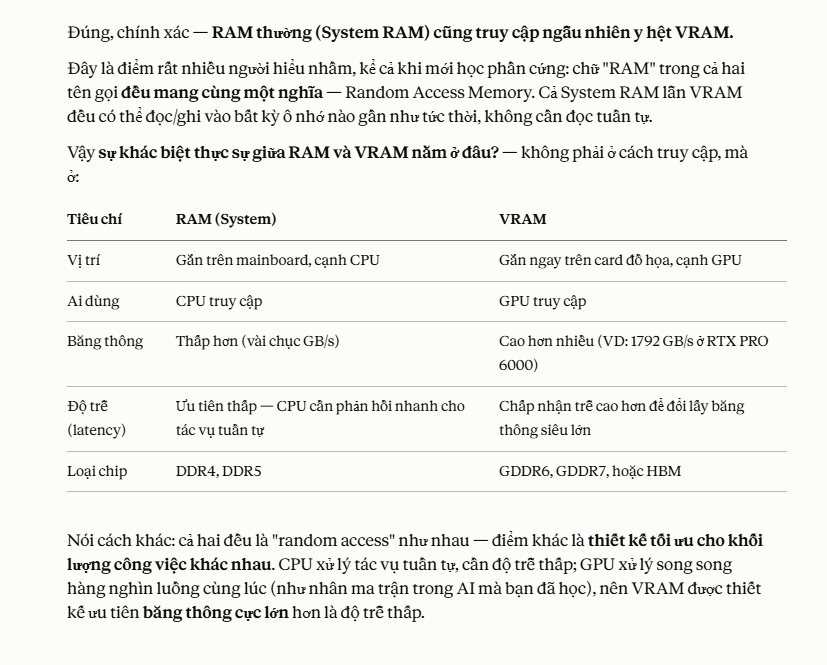 Đúng, chính xác — RAM thường (System RAM) cũng truy cập ngẫu nhiên y hệt VRAM.
Đây là điểm rất nhiều người hiểu nhầm, kể cả khi mới học phần cứng: chữ "RAM" trong cả hai
tên gọi đều mang cùng một nghĩa — Random Access Memory. Cả System RAM lẫn VRAM
đều có thể đọc/ghi vào bất kỳ ô nhớ nào gần như tức thời, không cần đọc tuần tự.
Vậy sự khác biệt thực sự giữa RAM và VRAM nằm ở đâu? — không phải ở cách truy cập, mà
ở:
Tiêu chí RAM (System) VRAM
Vị trí Gắn trên mainboard, cạnh CPU Gắn ngay trên card đồ họa, cạnh GPU
Ai dùng CPU truy cập GPU truy cập
Băng thông Thấp hơn (vài chục GB/s) Cao hơn nhiều (VD: 1792 GB/s ở RTX PRO
6000)
Độ trễ Ưu tiên thấp — CPU cần phản hồi nhanh cho Chấp nhận trễ cao hơn để đổi lấy băng
(latency) tác vụ tuần tự thông siêu lớn
Loại chip DDR4, DDR5 GDDR6, GDDR7, hoặc HBM
Nói cách khác: cả hai đều là "random access" như nhau — điểm khác là thiết kế tối ưu cho khối
lượng công việc khác nhau. CPU xử lý tác vụ tuần tự, cần độ trễ thấp; GPU xử lý song song
hàng nghìn luồng cùng lúc (như nhân ma trận trong AI mà bạn đã học), nên VRAM được thiết
kế ưu tiên băng thông cực lớn hơn là độ trễ thấp.